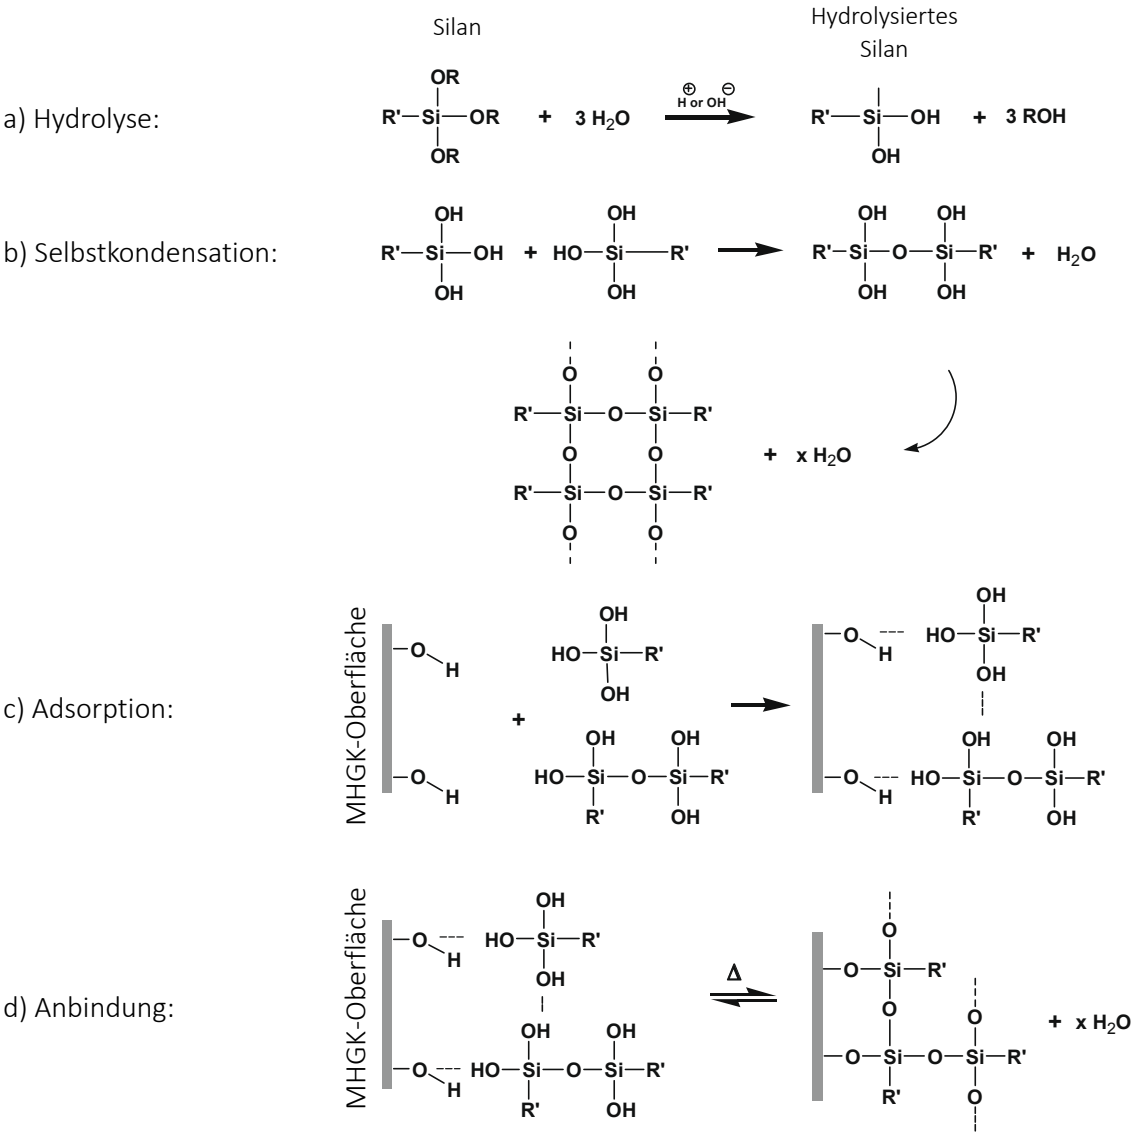 Silan
Hydrolysiertes
Silan
a) Hydrolyse:
OR
R'—Si—OR + 3 H₂O
OR
⊕ ⊖
H or OH
R'—Si—OH + 3 ROH
OH
b) Selbstkondensation:
OH OH OH OH
R'—Si—OH + HO—Si—R' R'—Si—O—Si—R' + H₂O
OH OH OH OH
O O
R'—Si—O—Si—R'
O O + x H₂O
R'—Si—O—Si—R'
O O
c) Adsorption:
MHGK-Oberfläche
O
H
O
H
+
OH
HO—Si—R'
OH
OH OH
HO—Si—O—Si—R'
R' OH
O
H
OH
HO—Si—R'
OH
O
H
OH OH
HO—Si—O—Si—R'
R' OH
d) Anbindung:
MHGK-Oberfläche
O
H
OH
HO—Si—R'
OH
O
H
OH OH
HO—Si—O—Si—R'
R' OH
Δ
O
O—Si—R'
O O
O—Si—O—Si—R'
R' O
+ x H₂O